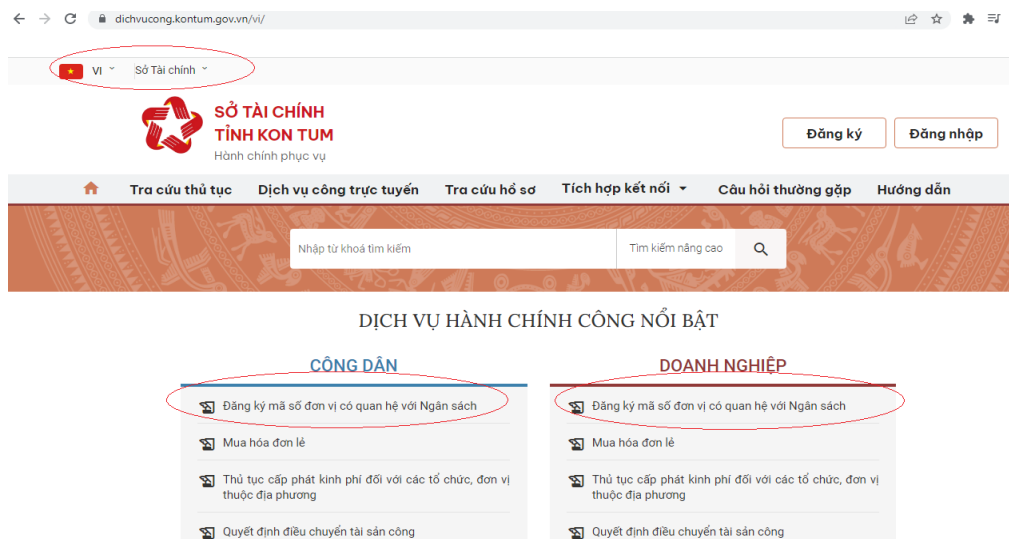 dichvucong.kontum.gov.vn/vi/
VI Sở Tài chính
SỞ TÀI CHÍNH
TỈNH KON TUM
Hành chính phục vụ
Đăng ký Đăng nhập
Tra cứu thủ tục Dịch vụ công trực tuyến Tra cứu hồ sơ Tích hợp kết nối Câu hỏi thường gặp Hướng dẫn
Nhập từ khoá tìm kiếm Tìm kiếm nâng cao
DỊCH VỤ HÀNH CHÍNH CÔNG NỔI BẬT
CÔNG DÂN
Đăng ký mã số đơn vị có quan hệ với Ngân sách
Mua hóa đơn lẻ
Thủ tục cấp phát kinh phí đối với các tổ chức, đơn vị
thuộc địa phương
Quyết định điều chuyển tài sản công
DOANH NGHIỆP
Đăng ký mã số đơn vị có quan hệ với Ngân sách
Mua hóa đơn lẻ
Thủ tục cấp phát kinh phí đối với các tổ chức, đơn vị
thuộc địa phương
Quyết định điều chuyển tài sản công